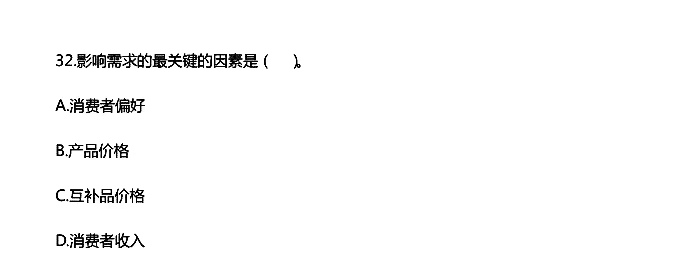 32.影响需求的最关键的因素是（　　）。
A.消费者偏好
B.产品价格
C.互补品价格
D.消费者收入